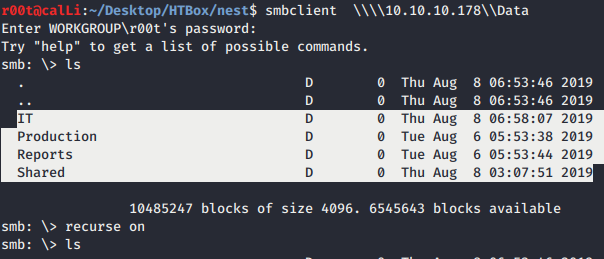 r00t@calLi:~/Desktop/HTBox/nest$ smbclient  \\\\10.10.10.178\\Data
Enter WORKGROUP\r00t's password:
Try "help" to get a list of possible commands.
smb: \> ls
  .                                   D        0  Thu Aug  8 06:53:46 2019
  ..                                  D        0  Thu Aug  8 06:53:46 2019
  IT                                  D        0  Thu Aug  8 06:58:07 2019
  Production                          D        0  Tue Aug  6 05:53:38 2019
  Reports                             D        0  Tue Aug  6 05:53:44 2019
  Shared                              D        0  Thu Aug  8 03:07:51 2019
                10485247 blocks of size 4096. 6545643 blocks available
smb: \> recurse on
smb: \> ls